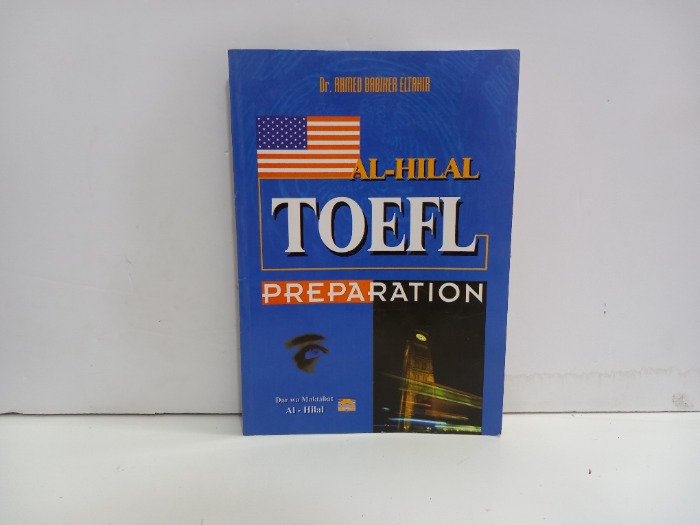 Dr. AHMED BABIKER ELTAHIR
AL-HILAL
TOEFL
PREPARATION
Dar wa Maktabat
Al - Hilal